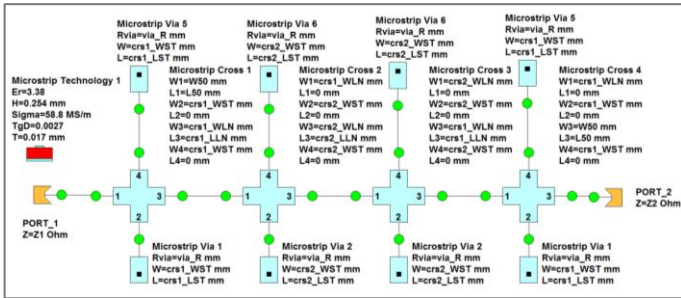 Microstrip Via 5
Rvia=via_R mm
W=crs1_WST mm
L=crs1_LST mm
Microstrip Via 6
Rvia=via_R mm
W=crs2_WST mm
L=crs2_LST mm
Microstrip Via 6
Rvia=via_R mm
W=crs2_WST mm
L=crs2_LST mm
Microstrip Via 5
Rvia=via_R mm
W=crs1_WST mm
L=crs1_LST mm
Microstrip Technology 1
Er=3.38
H=0.254 mm
Sigma=58.8 MS/m
TgD=0.0027
T=0.017 mm
Microstrip Cross 1
W1=W50 mm
L1=L50 mm
W2=crs1_WST mm
L2=0 mm
W3=crs1_WLN mm
L3=crs1_LLN mm
W4=crs1_WST mm
L4=0 mm
Microstrip Cross 2
W1=crs1_WLN mm
L1=0 mm
W2=crs2_WST mm
L2=0 mm
W3=crs2_WLN mm
L3=crs2_LLN mm
W4=crs2_WST mm
L4=0 mm
Microstrip Cross 3
W1=crs2_WLN mm
L1=0 mm
W2=crs2_WST mm
L2=0 mm
W3=crs1_WLN mm
L3=crs1_LLN mm
W4=crs2_WST mm
L4=0 mm
Microstrip Cross 4
W1=crs1_WLN mm
L1=0 mm
W2=crs1_WST mm
L2=0 mm
W3=W50 mm
L3=L50 mm
W4=crs1_WST mm
L4=0 mm
4
1 3
2
4
1 3
2
4
1 3
2
4
1 3
2
PORT_1
Z=Z1 Ohm
PORT_2
Z=Z2 Ohm
Microstrip Via 1
Rvia=via_R mm
W=crs1_WST mm
L=crs1_LST mm
Microstrip Via 2
Rvia=via_R mm
W=crs2_WST mm
L=crs2_LST mm
Microstrip Via 2
Rvia=via_R mm
W=crs2_WST mm
L=crs2_LST mm
Microstrip Via 1
Rvia=via_R mm
W=crs1_WST mm
L=crs1_LST mm